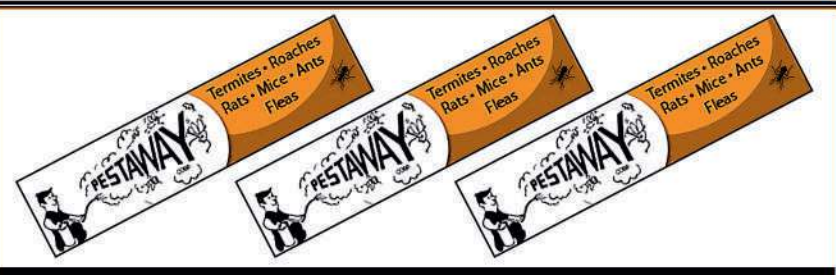 PESTAWAY
Termites • Roaches
Rats • Mice • Ants
Fleas
PESTAWAY
Termites • Roaches
Rats • Mice • Ants
Fleas
PESTAWAY
Termites • Roaches
Rats • Mice • Ants
Fleas